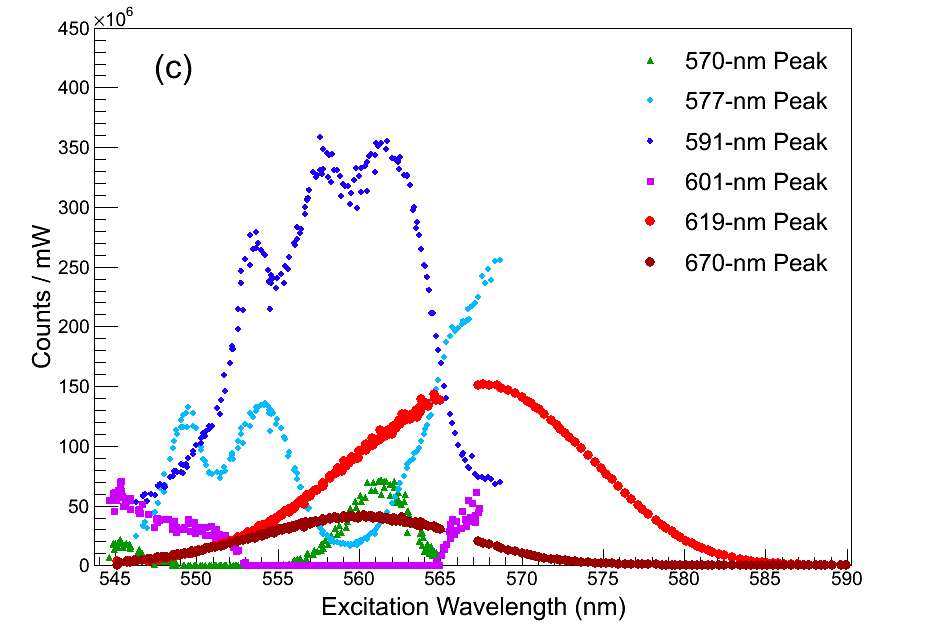 ×10⁶
(c)
450
400
350
300
250
200
150
100
50
0
Counts / mW
570-nm Peak
577-nm Peak
591-nm Peak
601-nm Peak
619-nm Peak
670-nm Peak
545 550 555 560 565 570 575 580 585 590
Excitation Wavelength (nm)